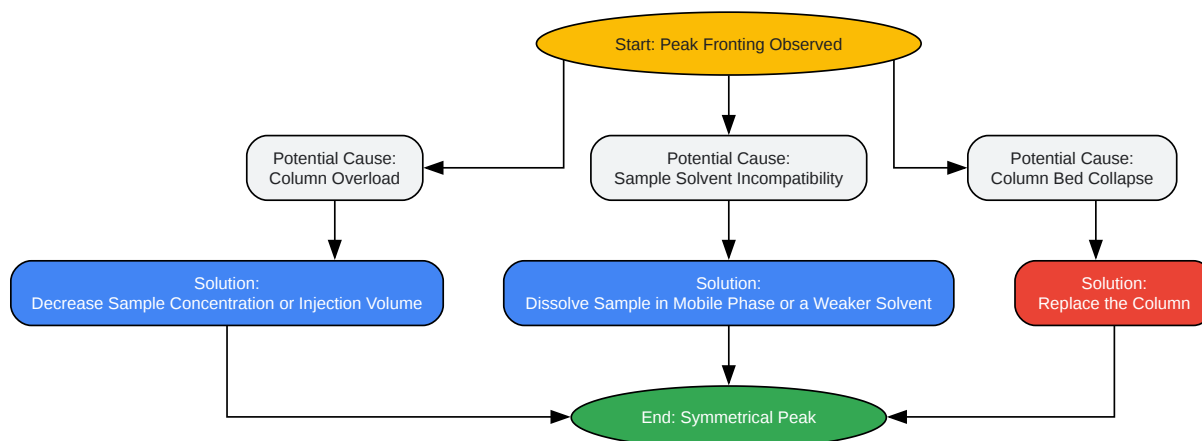 Start: Peak Fronting Observed
Potential Cause:
Column Overload
Potential Cause:
Sample Solvent Incompatibility
Potential Cause:
Column Bed Collapse
Solution:
Decrease Sample Concentration or Injection Volume
Solution:
Dissolve Sample in Mobile Phase or a Weaker Solvent
Solution:
Replace the Column
End: Symmetrical Peak